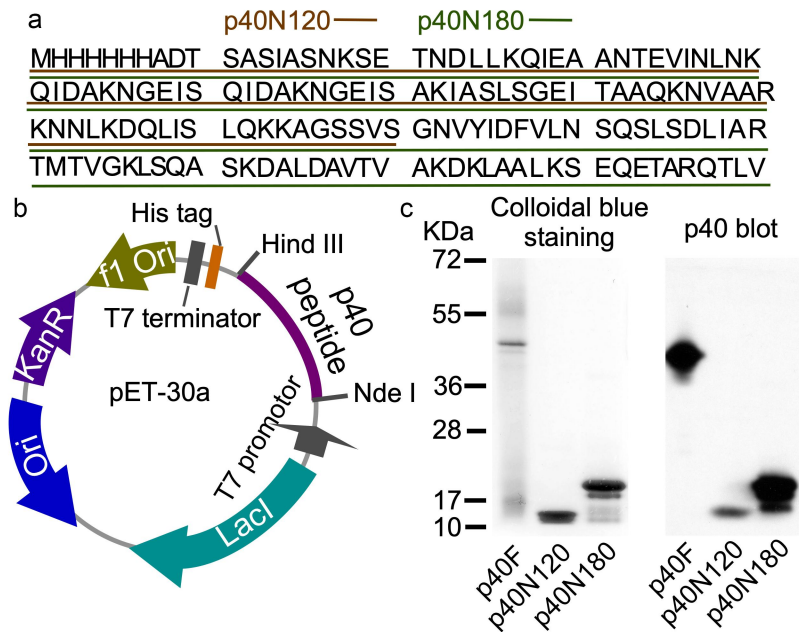 a
p40N120 p40N180
MHHHHHHADT SASIASNKSE TNDLLKQIEA ANTEVINLNK
QIDAKNGEIS QIDAKNGEIS AKIASLSGEI TAAQKNVAAR
KNNLKDQLIS LQKKAGSSVS GNVYIDFVLN SQSLSDLIAR
TMTVGKLSQA SKDALDAVTV AKDKLAALKS EQETARQTLV
b
His tag
Hind III
f1 Ori
T7 terminator
p40
peptide
KanR
pET-30a
Nde I
T7 promotor
Ori
LacI
c
Colloidal blue
staining
p40 blot
KDa
72
55
36
28
17
10
p40F
p40N120
p40N180
p40F
p40N120
p40N180